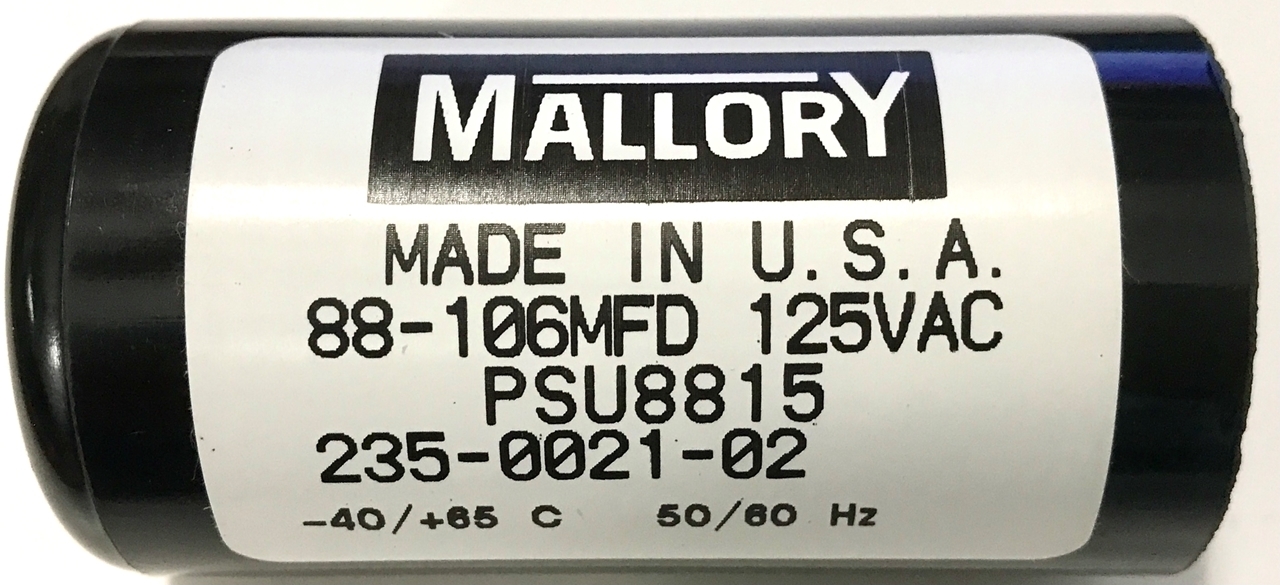 MALLORY
MADE IN U.S.A.
88-106MFD 125VAC
PSU8815
235-0021-02
-40/+65 C 50/60 Hz